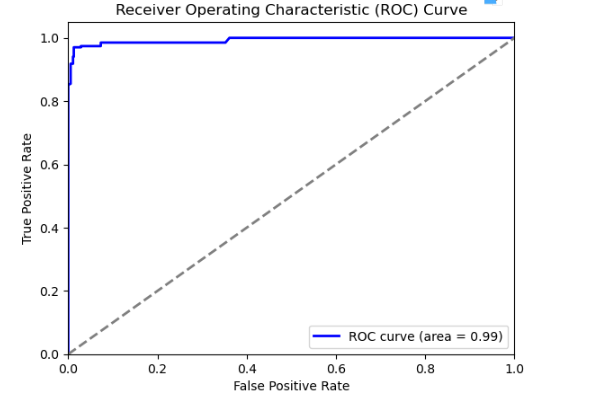 Receiver Operating Characteristic (ROC) Curve
1.0
0.8
0.6
0.4
0.2
0.0
True Positive Rate
ROC curve (area = 0.99)
0.0 0.2 0.4 0.6 0.8 1.0
False Positive Rate